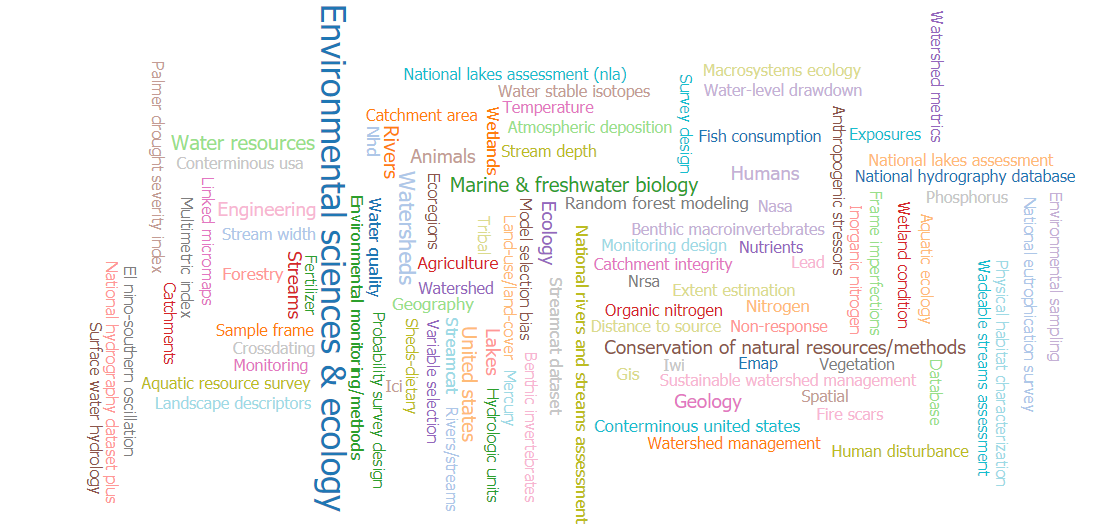 Environmental sciences & ecology
Palmer drought severity index
Water resources
Conterminous usa
Linked micromaps
Multimetric index
Engineering
Stream width
Forestry
Streams
Fertilizer
El nino-southern oscillation
National hydrography dataset plus
Surface water hydrology
Catchments
Sample frame
Crossdating
Monitoring
Aquatic resource survey
Landscape descriptors
National lakes assessment (nla)
Water stable isotopes
Catchment area
Temperature
Nhd
Rivers
Wetlands
Atmospheric deposition
Animals
Stream depth
Marine & freshwater biology
Watersheds
Ecoregions
Environmental monitoring/methods
Water quality
Tribal
Land-use/land-cover
Model selection bias
Ecology
Agriculture
Watershed
Geography
Probability survey design
Ici
Sheds-dietary
Variable selection
Streamcat
Rivers/streams
United states
Lakes
Hydrologic units
Mercury
Benthic invertebrates
Streamcat dataset
National rivers and streams assessment
Survey design
Macrosystems ecology
Water-level drawdown
Fish consumption
Anthropogenic stressors
Exposures
Watershed metrics
National lakes assessment
National hydrography database
Humans
Random forest modeling
Nasa
Phosphorus
Benthic macroinvertebrates
Monitoring design
Nutrients
Catchment integrity
Lead
Nrsa
Extent estimation
Organic nitrogen
Nitrogen
Distance to source
Non-response
Inorganic nitrogen
Frame imperfections
Wetland condition
Aquatic ecology
Wadeable streams assessment
Physical habitat characterization
National eutrophication survey
Environmental sampling
Conservation of natural resources/methods
Gis
Iwi
Emap
Vegetation
Sustainable watershed management
Database
Geology
Spatial
Fire scars
Conterminous united states
Watershed management
Human disturbance